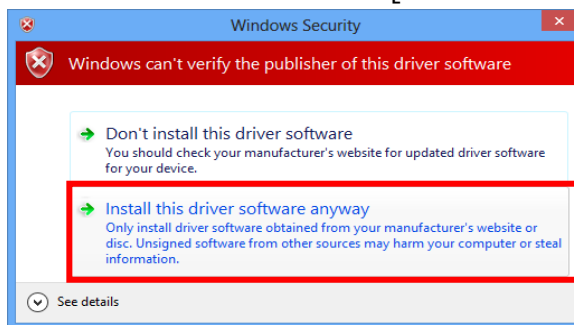 Windows Security
Windows can't verify the publisher of this driver software
Don't install this driver software
You should check your manufacturer's website for updated driver software
for your device.
Install this driver software anyway
Only install driver software obtained from your manufacturer's website or
disc. Unsigned software from other sources may harm your computer or steal
information.
See details